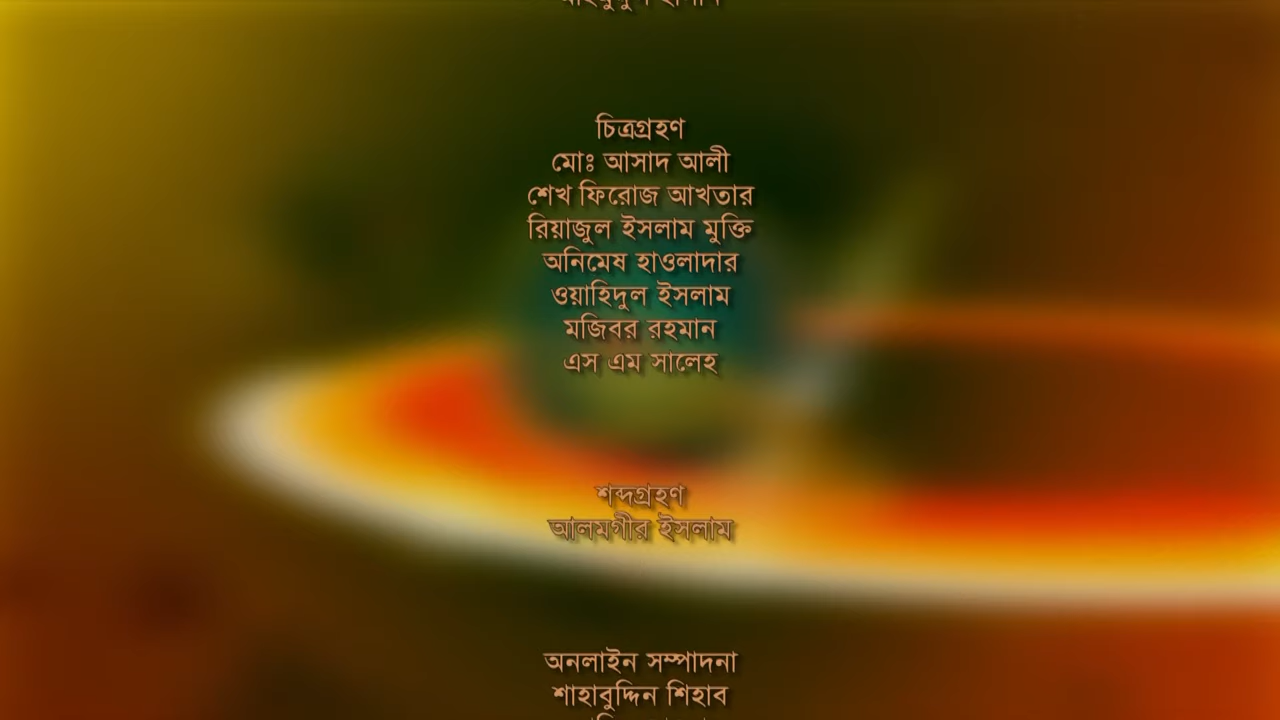 চিত্রগ্রহণ
মোঃ আসাদ আলী
শেখ ফিরোজ আখতার
রিয়াজুল ইসলাম মুক্তি
অনিমেষ হাওলাদার
ওয়াহিদুল ইসলাম
মজিবর রহমান
এস এম সালেহ
শব্দগ্রহণ
আলমগীর ইসলাম
অনলাইন সম্পাদনা
শাহাবুদ্দিন শিহাব